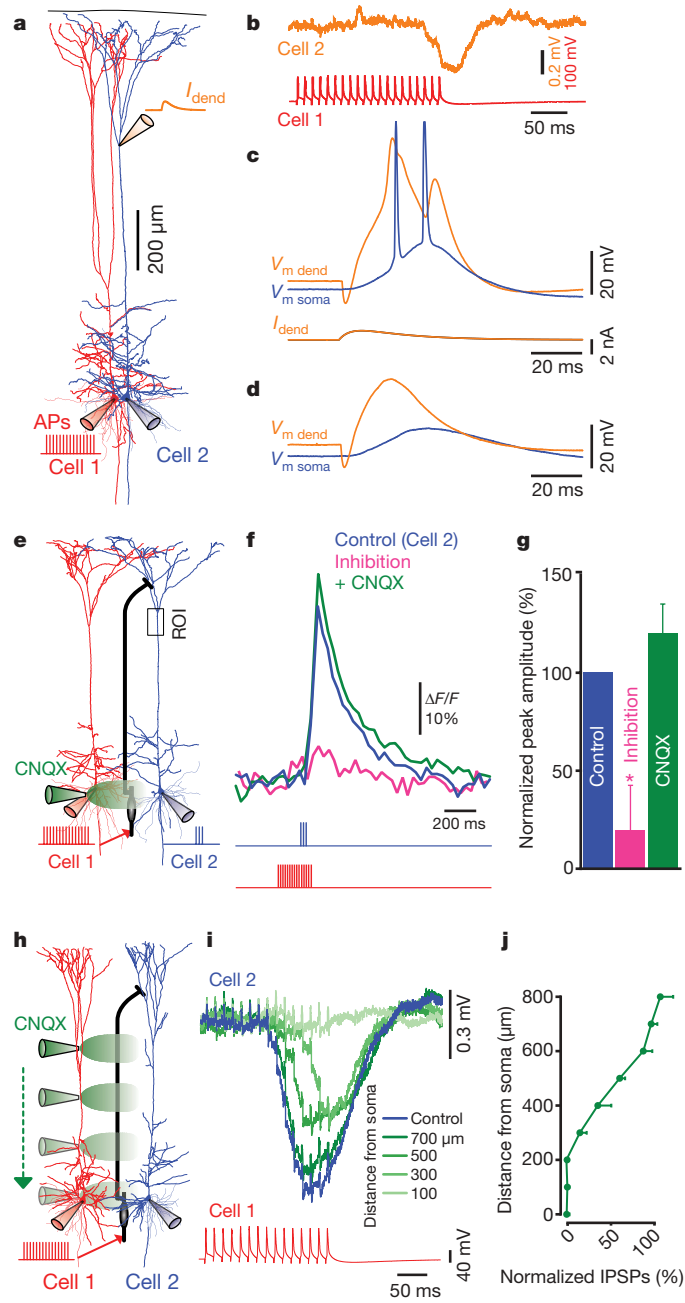 a
I dend
200 µm
APs
Cell 1
Cell 2
b
Cell 2
0.2 mV
100 mV
Cell 1
50 ms
c
V m dend
V m soma
20 mV
I dend
2 nA
20 ms
d
V m dend
V m soma
20 mV
20 ms
e
ROI
CNQX
Cell 1
Cell 2
f
Control (Cell 2)
Inhibition
+ CNQX
ΔF/F
10%
200 ms
g
Normalized peak amplitude (%)
150
100
50
0
Control
* Inhibition
CNQX
h
CNQX
Cell 1
Cell 2
i
Cell 2
0.3 mV
Distance from soma
Control
700 µm
500
300
100
Cell 1
40 mV
50 ms
j
Distance from soma (µm)
800
600
400
200
0
0 50 100
Normalized IPSPs (%)